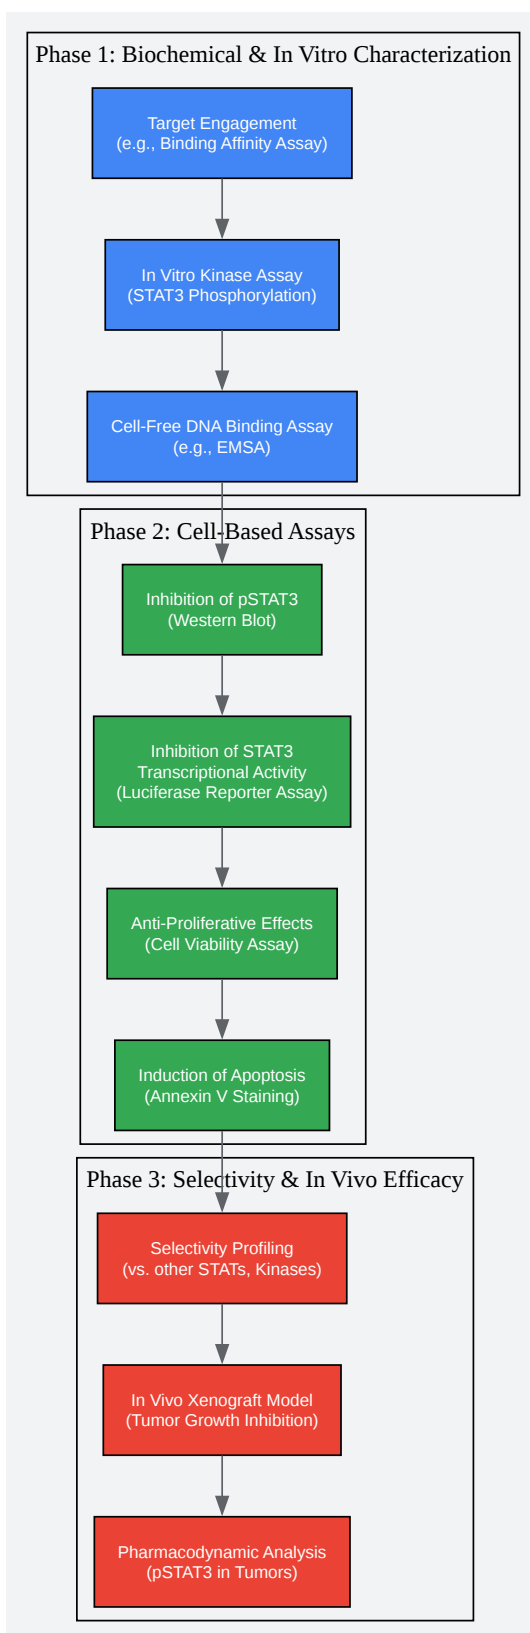 Phase 1: Biochemical & In Vitro Characterization
Target Engagement
(e.g., Binding Affinity Assay)
In Vitro Kinase Assay
(STAT3 Phosphorylation)
Cell-Free DNA Binding Assay
(e.g., EMSA)
Phase 2: Cell-Based Assays
Inhibition of pSTAT3
(Western Blot)
Inhibition of STAT3
Transcriptional Activity
(Luciferase Reporter Assay)
Anti-Proliferative Effects
(Cell Viability Assay)
Induction of Apoptosis
(Annexin V Staining)
Phase 3: Selectivity & In Vivo Efficacy
Selectivity Profiling
(vs. other STATs, Kinases)
In Vivo Xenograft Model
(Tumor Growth Inhibition)
Pharmacodynamic Analysis
(pSTAT3 in Tumors)